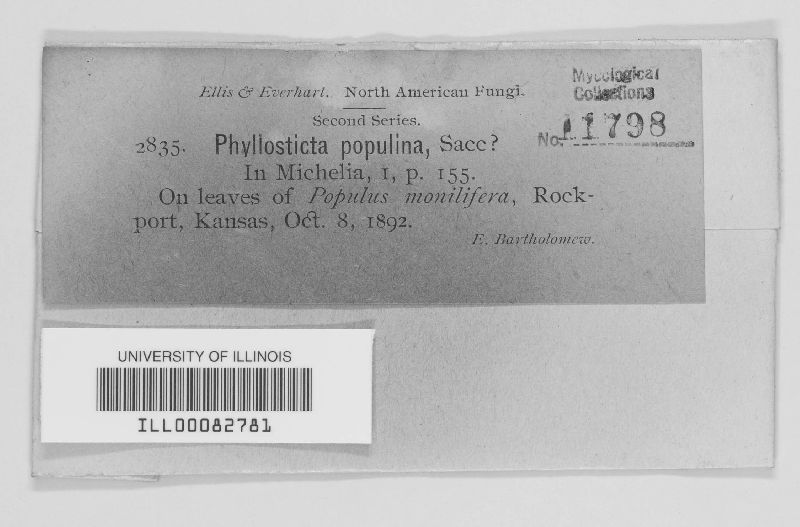 Ellis & Everhart. North American Fungi.
Second Series.
Mycological
Collections
No. 11798
2835. Phyllosticta populina, Sacc?
In Michelia, 1, p. 155.
On leaves of Populus monilifera, Rock-
port, Kansas, Oct. 8, 1892.
E. Bartholomew.
UNIVERSITY OF ILLINOIS
ILL00082781